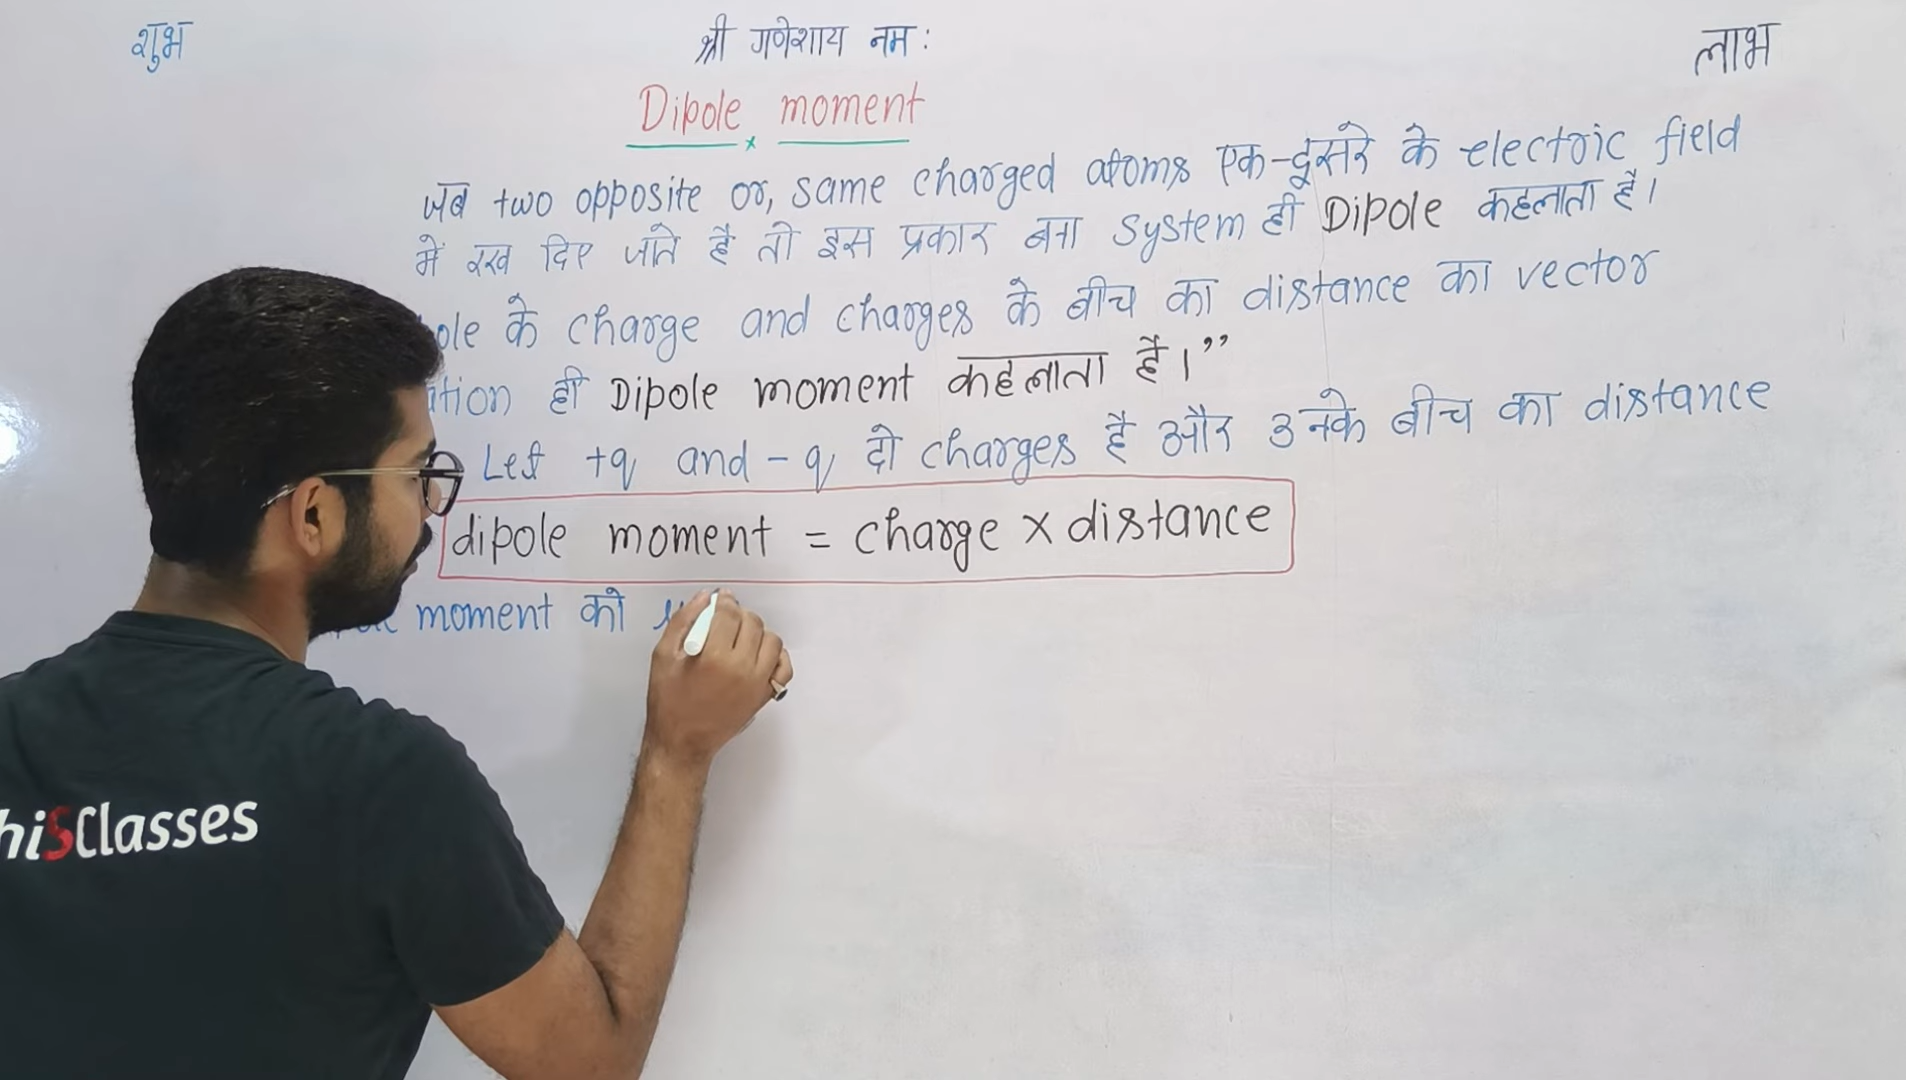 शुभ श्री गणेशाय नम: लाभ
Dipole moment
जब two opposite or, same charged atoms एक-दूसरे के electric field
में रख दिए जाते है तो इस प्रकार बना system ही Dipole कहलाता है।
ole के charge and charges के बीच का distance का vector
ation ही Dipole moment कहलाता है।”
Let +q and -q दो charges है और उनके बीच का distance
dipole moment = charge × distance
moment को
hiSClasses